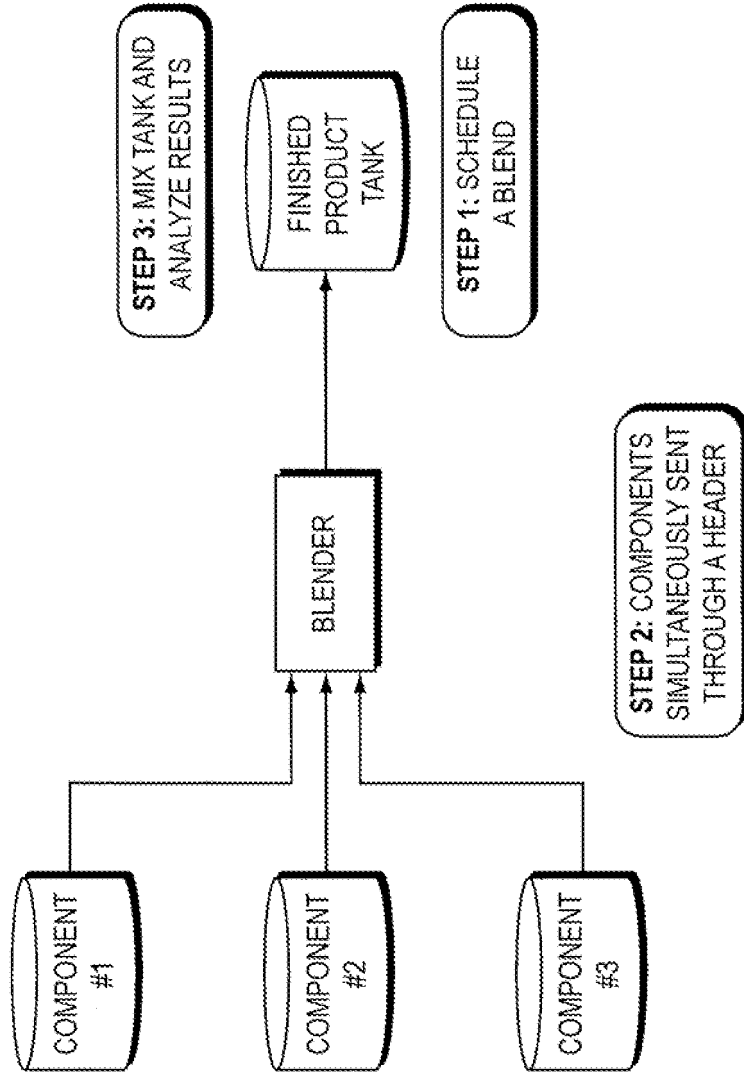 COMPONENT
#1
COMPONENT
#2
COMPONENT
#3
BLENDER
STEP 2: COMPONENTS
SIMULTANEOUSLY SENT
THROUGH A HEADER
STEP 3: MIX TANK AND
ANALYZE RESULTS
FINISHED
PRODUCT
TANK
STEP 1: SCHEDULE
A BLEND